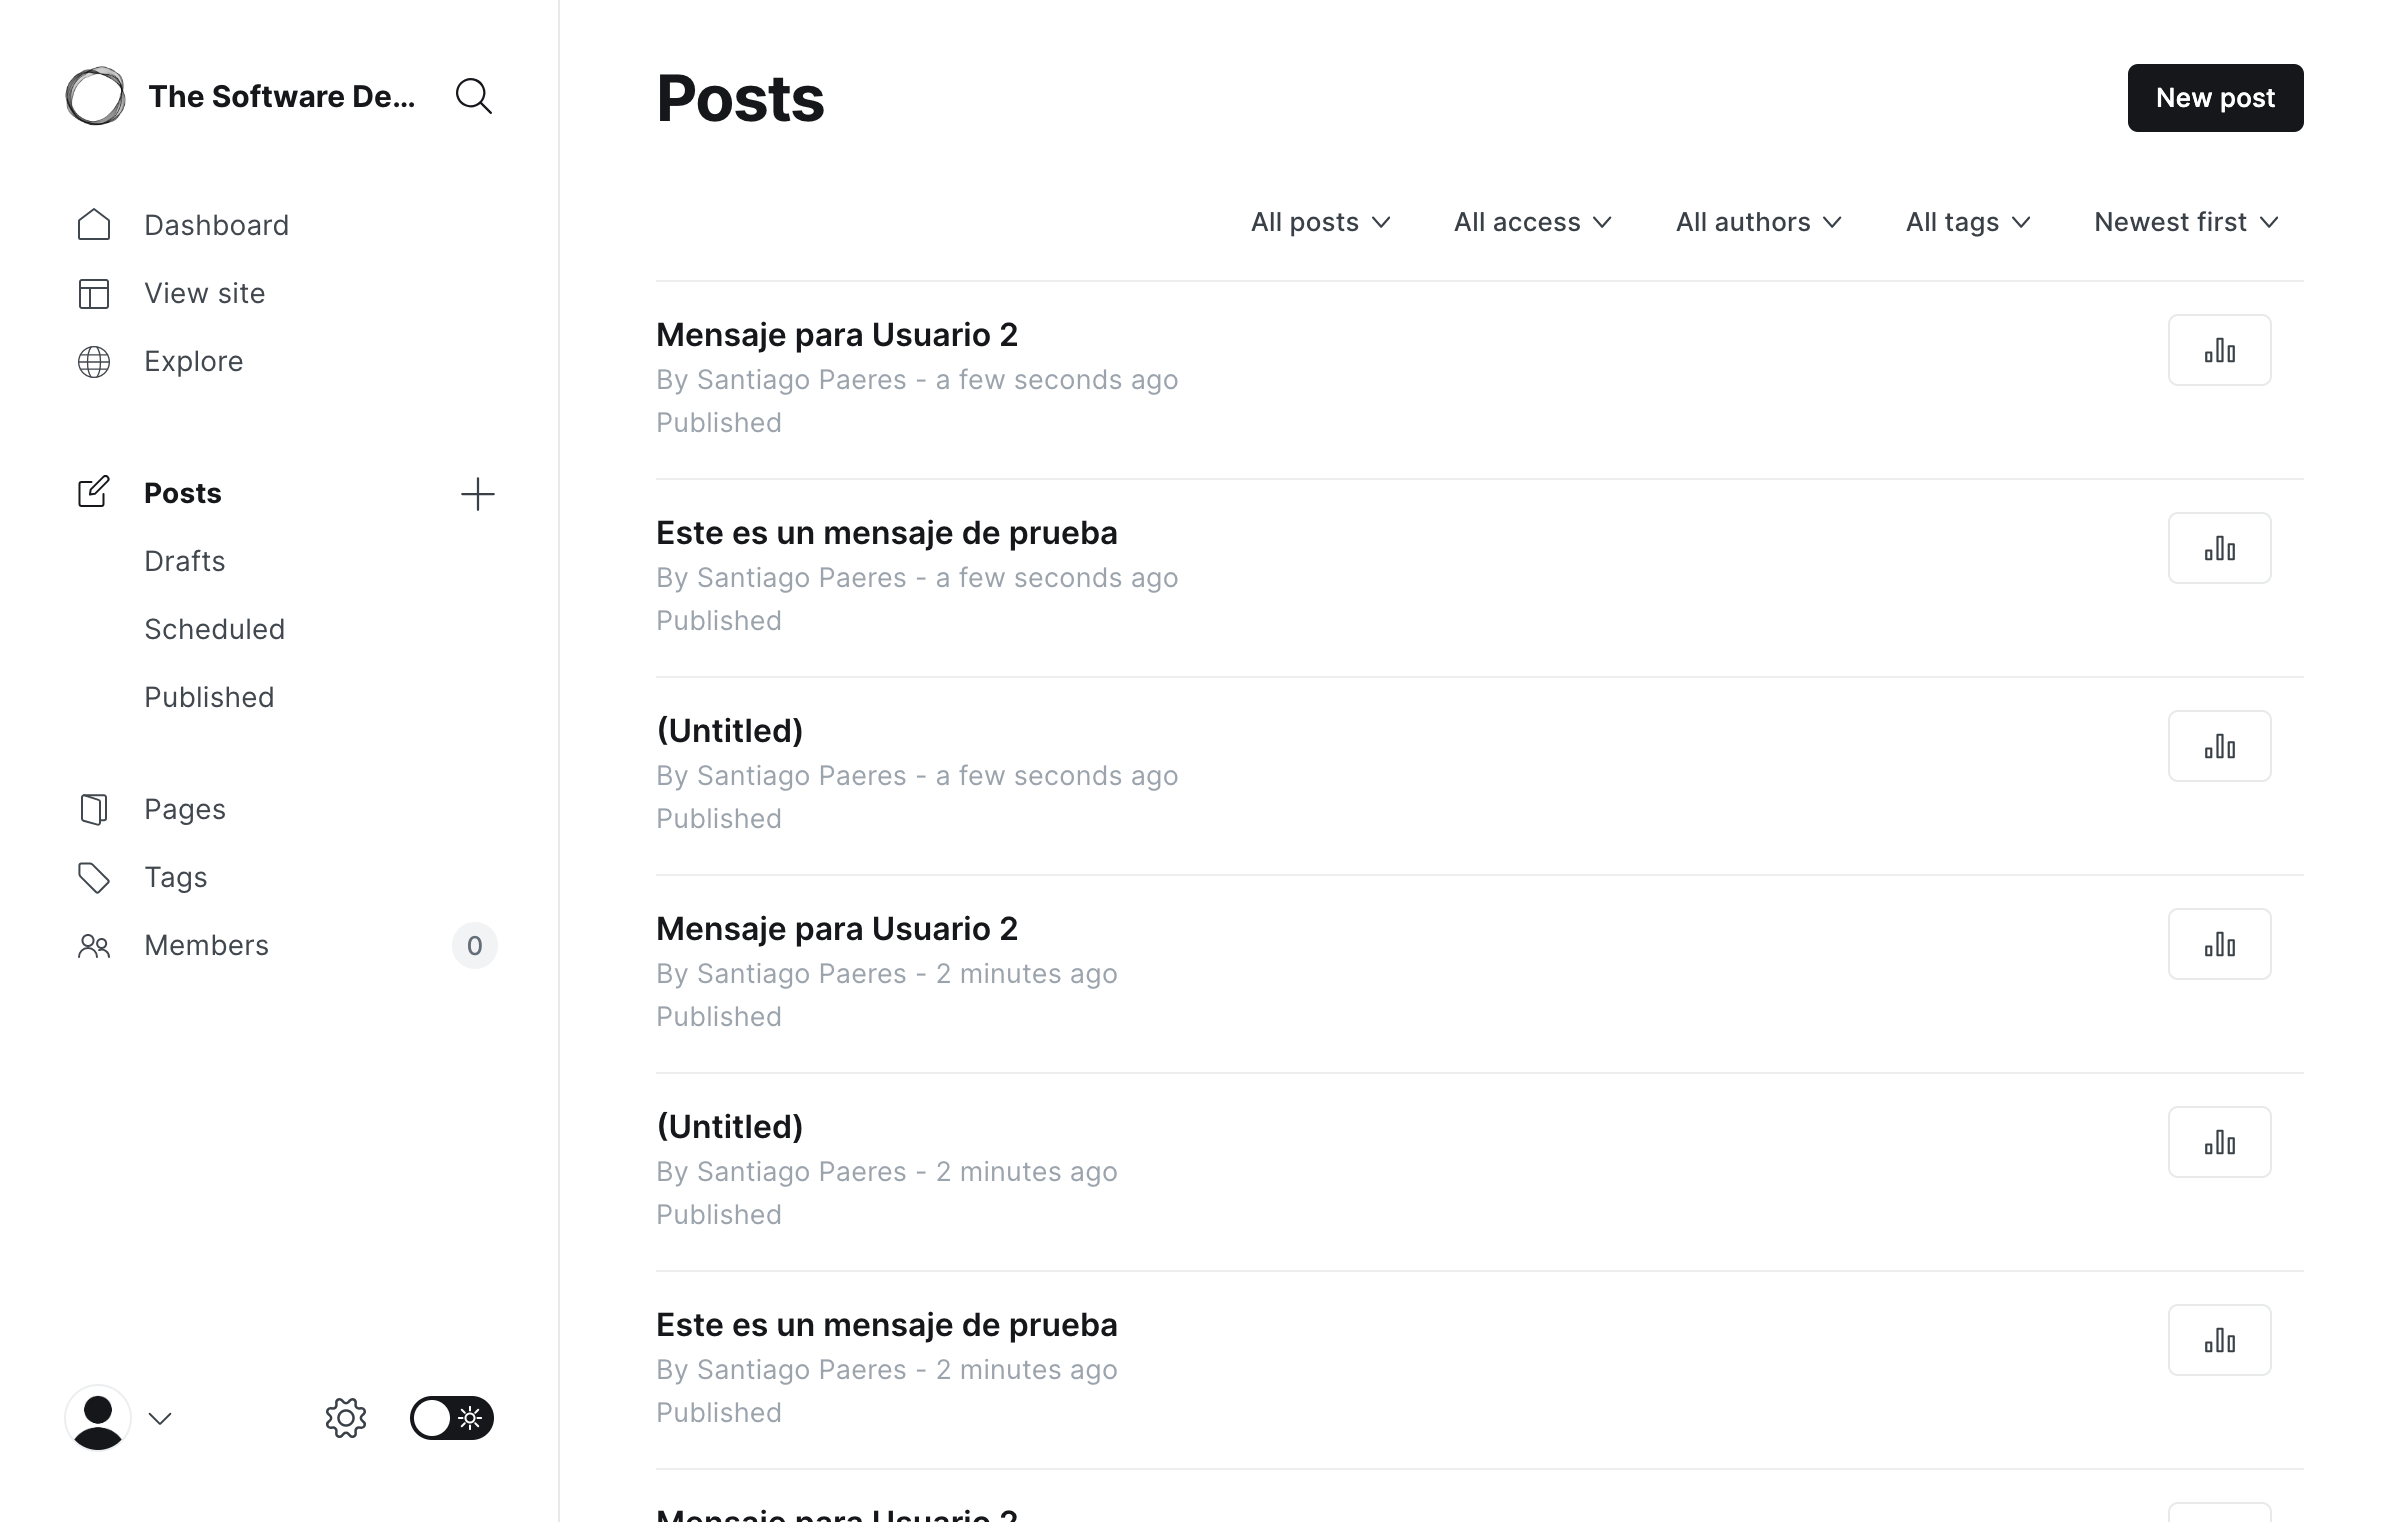 The Software De...
Dashboard
View site
Explore
Posts
Drafts
Scheduled
Published
Pages
Tags
Members 0
Posts
New post
All posts All access All authors All tags Newest first
Mensaje para Usuario 2
By Santiago Paeres - a few seconds ago
Published
Este es un mensaje de prueba
By Santiago Paeres - a few seconds ago
Published
(Untitled)
By Santiago Paeres - a few seconds ago
Published
Mensaje para Usuario 2
By Santiago Paeres - 2 minutes ago
Published
(Untitled)
By Santiago Paeres - 2 minutes ago
Published
Este es un mensaje de prueba
By Santiago Paeres - 2 minutes ago
Published
Mensaje para Usuario 2